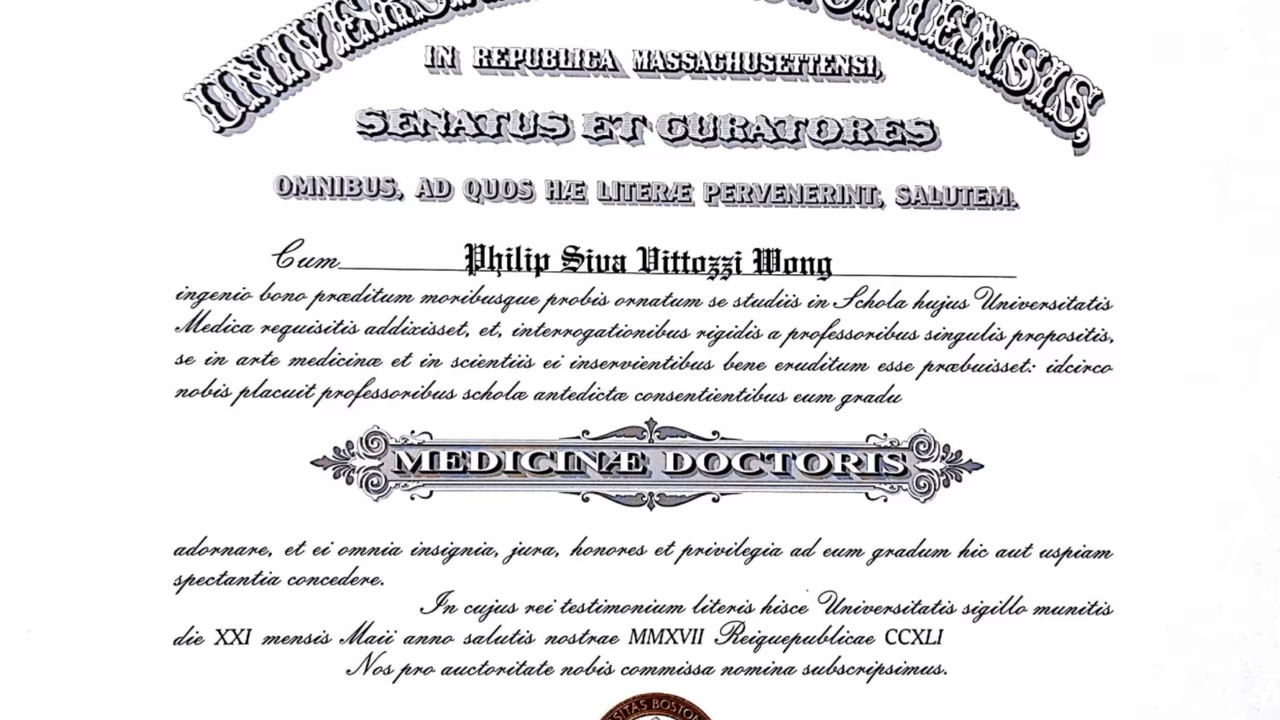 IN REPUBLICA MASSACHUSETTENSI,
SENATUS ET CURATORES
OMNIBUS, AD QUOS HÆ LITERÆ PERVENERINT, SALUTEM.
Cum Philip Siva Vittozzi Wong
ingenio bono præditum moribusque probis ornatum se studiis in Schola hujus Universitatis
Medica requisitis addixisset, et, interrogationibus rigidis a professoribus singulis propositis,
se in arte medicinæ et in scientiis ei inservientibus bene eruditum esse præbuisset: idcirco
nobis placuit professoribus scholæ antedictæ consentientibus eum gradu
MEDICINÆ DOCTORIS
adornare, et ei omnia insignia, jura, honores et privilegia ad eum gradum hic aut uspiam
spectantia concedere.
In cujus rei testimonium literis hisce Universitatis sigillo munitis
die XXI mensis Maii anno salutis nostrae MMXVII Reiquepublicae CCXLI
Nos pro auctoritate nobis commissa nomina subscripsimus.